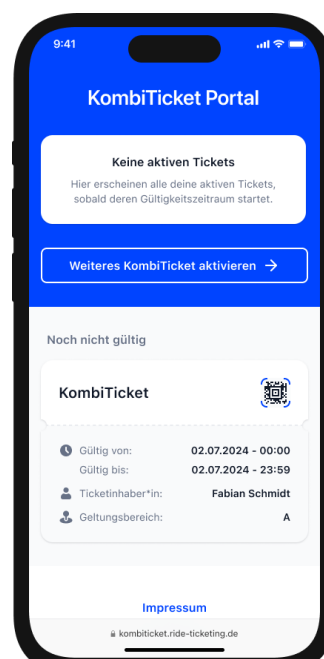 9:41
KombiTicket Portal
Keine aktiven Tickets
Hier erscheinen alle deine aktiven Tickets,
sobald deren Gültigkeitszeitraum startet.
Weiteres KombiTicket aktivieren →
Noch nicht gültig
KombiTicket
Gültig von: 02.07.2024 - 00:00
Gültig bis: 02.07.2024 - 23:59
Ticketinhaber*in: Fabian Schmidt
Geltungsbereich: A
Impressum
kombiticket.ride-ticketing.de